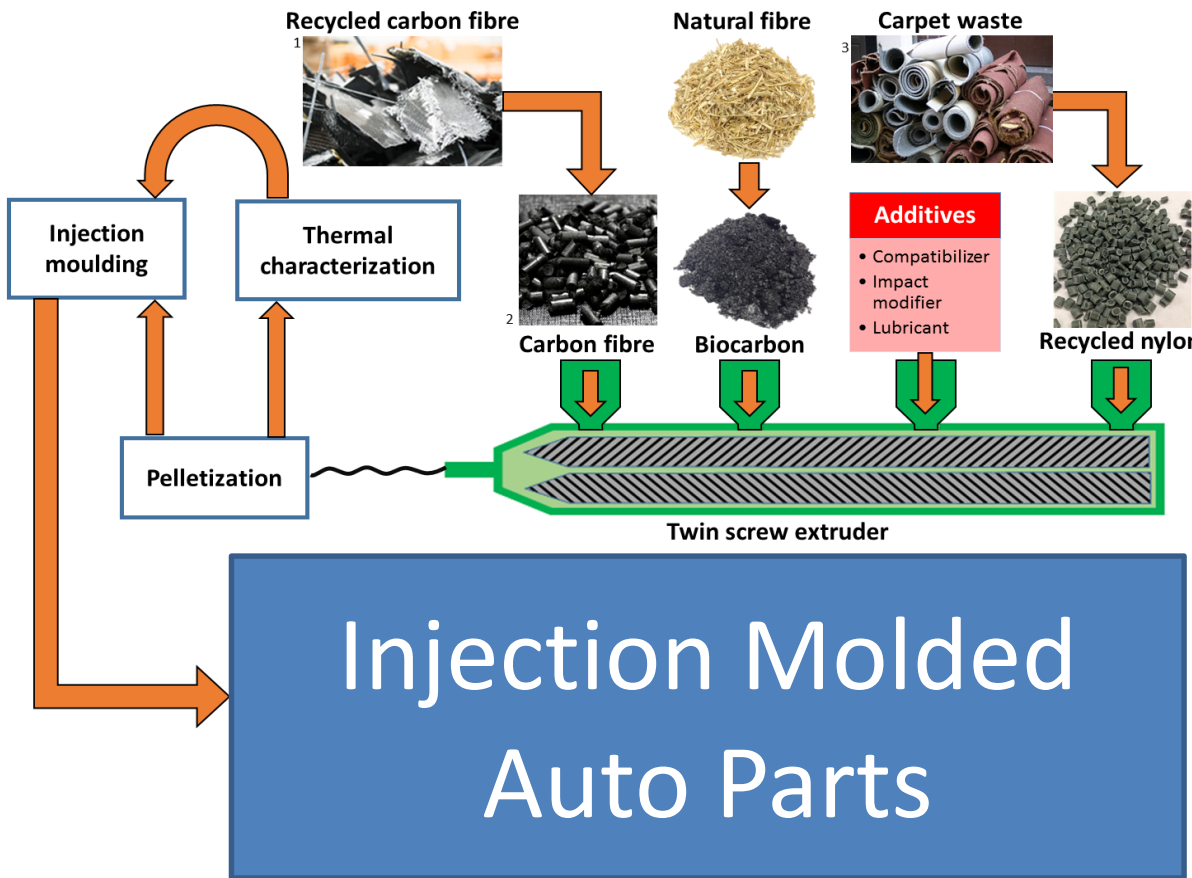 Recycled carbon fibre
1
Natural fibre
Carpet waste
3
Injection
moulding
Thermal
characterization
2
Carbon fibre
Biocarbon
Additives
• Compatibilizer
• Impact
modifier
• Lubricant
Recycled nylon
Pelletization
Twin screw extruder
Injection Molded
Auto Parts